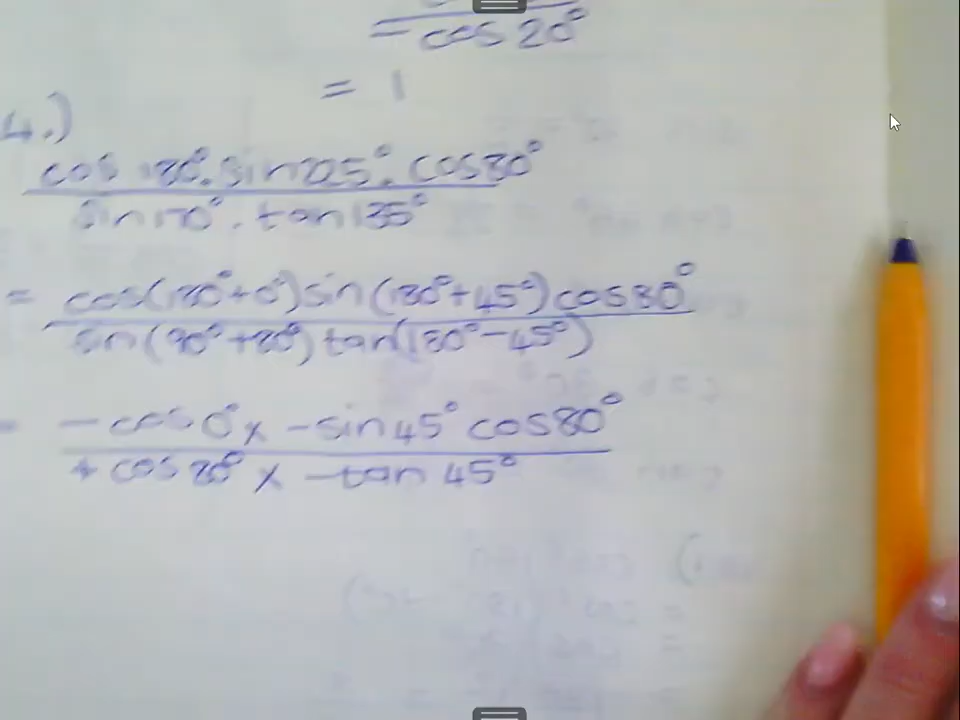 = cos 20°
= 1
4.)
cos 180°. sin 225°. cos 80°
sin 170° . tan 135°
= cos(180°+0°) sin(180°+45°) cos 80°
sin(90°+80°) tan(180°-45°)
= -cos 0° x -sin 45° cos 80°
+ cos 80° x -tan 45°